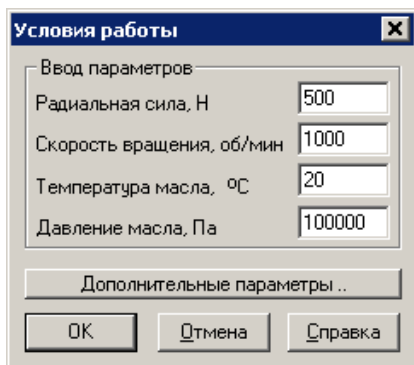 Условия работы
Ввод параметров
Радиальная сила, Н 500
Скорость вращения, об/мин 1000
Температура масла, ºС 20
Давление масла, Па 100000
Дополнительные параметры ..
OK Отмена Справка